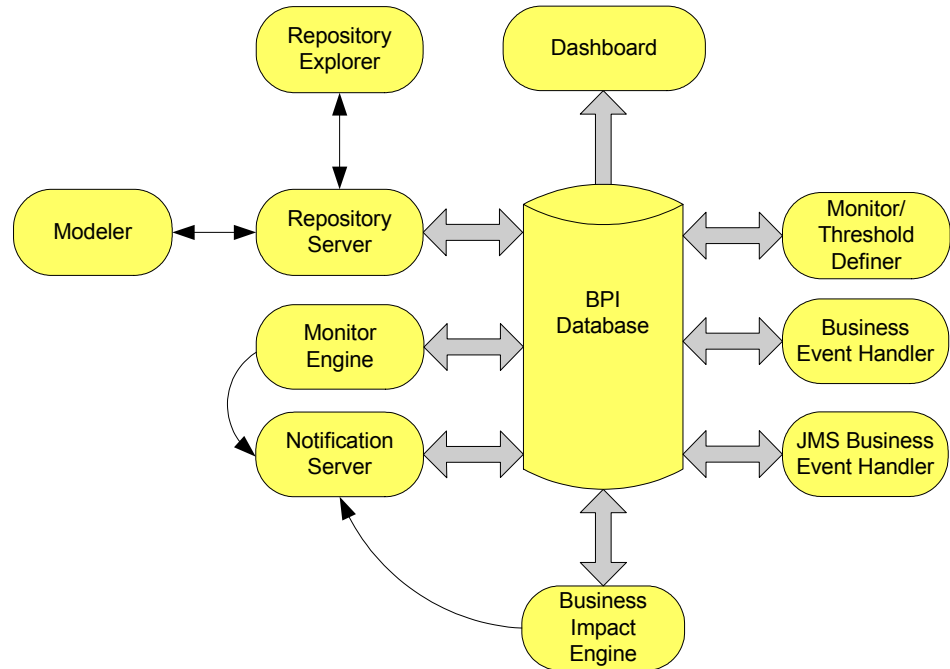 Repository
Explorer
Dashboard
Modeler
Repository
Server
Monitor/
Threshold
Definer
BPI
Database
Monitor
Engine
Business
Event Handler
Notification
Server
JMS Business
Event Handler
Business
Impact
Engine